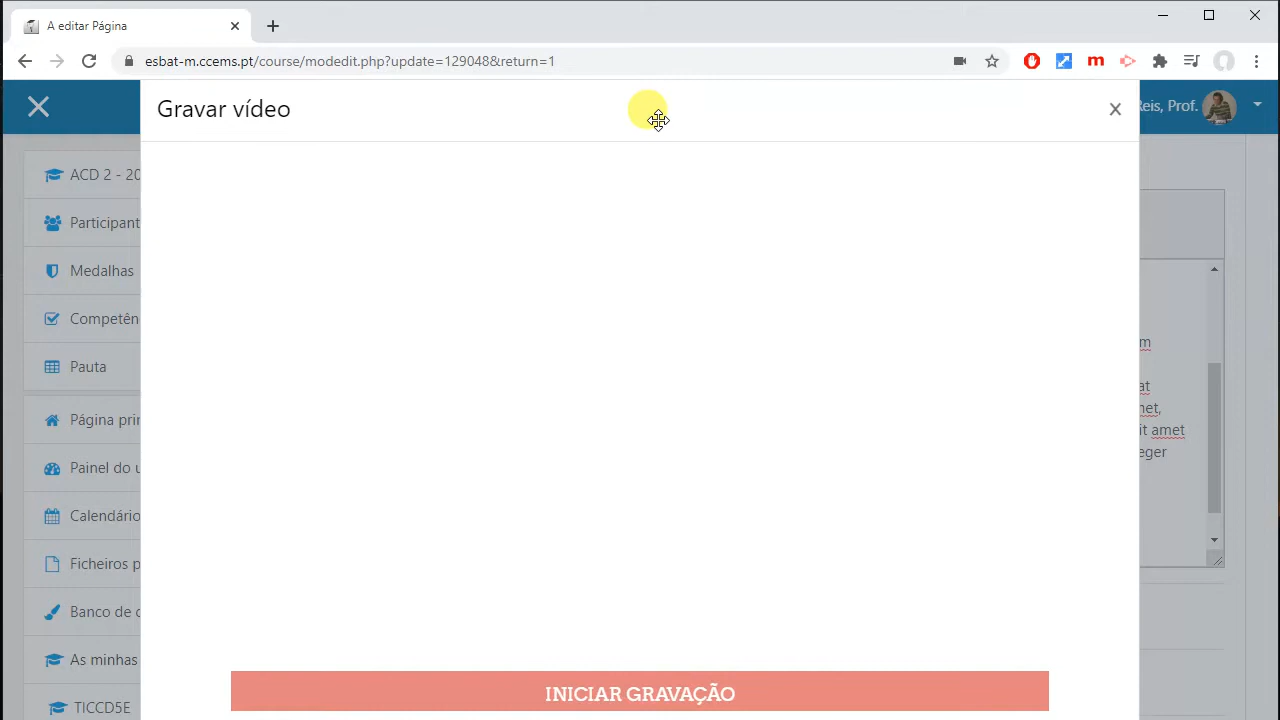 A editar Página
esbat-m.ccems.pt/course/modedit.php?update=129048&return=1
Gravar vídeo
Reis, Prof.
ACD 2 - 20
Participant
Medalhas
Competên
Pauta
Página prin
Painel do u
Calendário
Ficheiros p
Banco de c
As minhas
TICCD5E
m
at
net,
it amet
eger
INICIAR GRAVAÇÃO